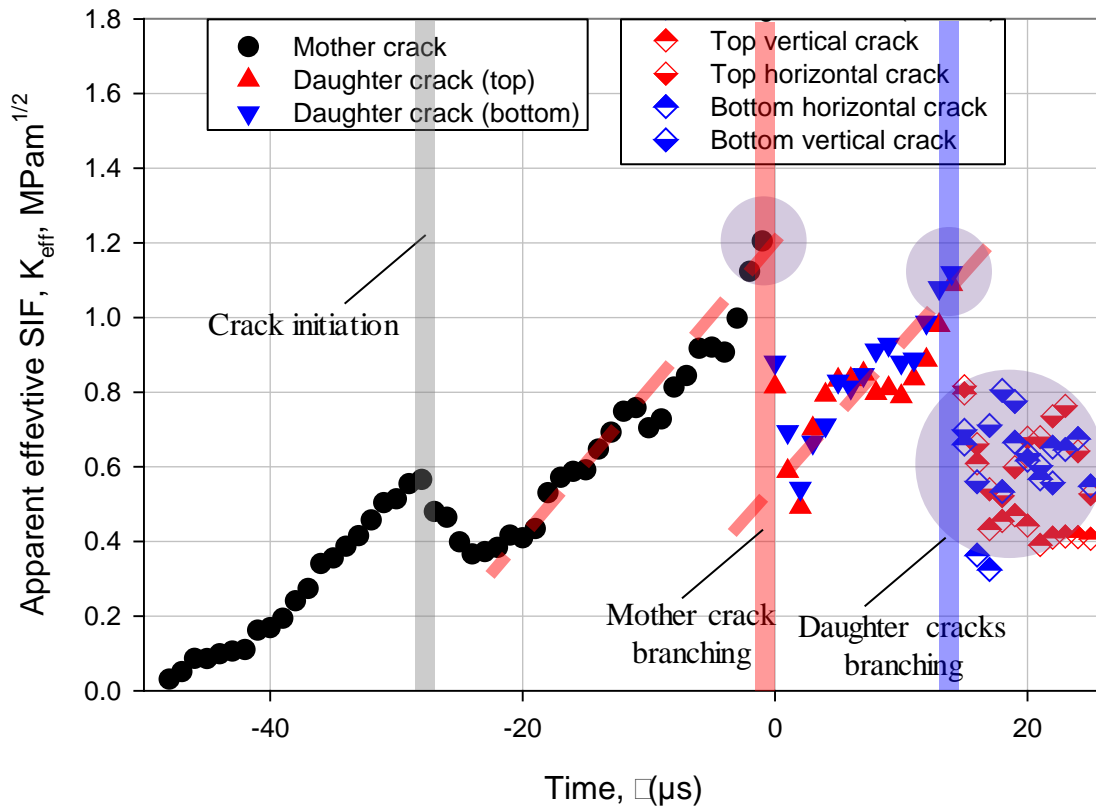 1.8
1.6
1.4
1.2
1.0
0.8
0.6
0.4
0.2
0.0
Apparent effevtive SIF, Keff, MPam1/2
Mother crack
Daughter crack (top)
Daughter crack (bottom)
Top vertical crack
Top horizontal crack
Bottom horizontal crack
Bottom vertical crack
Crack initiation
Mother crack
branching
Daughter cracks
branching
-40
-20
0
20
Time, □(µs)